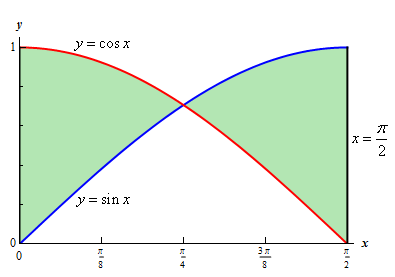 y
1
y = cos x
x = π/2
y = sin x
0
x
0
π/8
π/4
3π/8
π/2